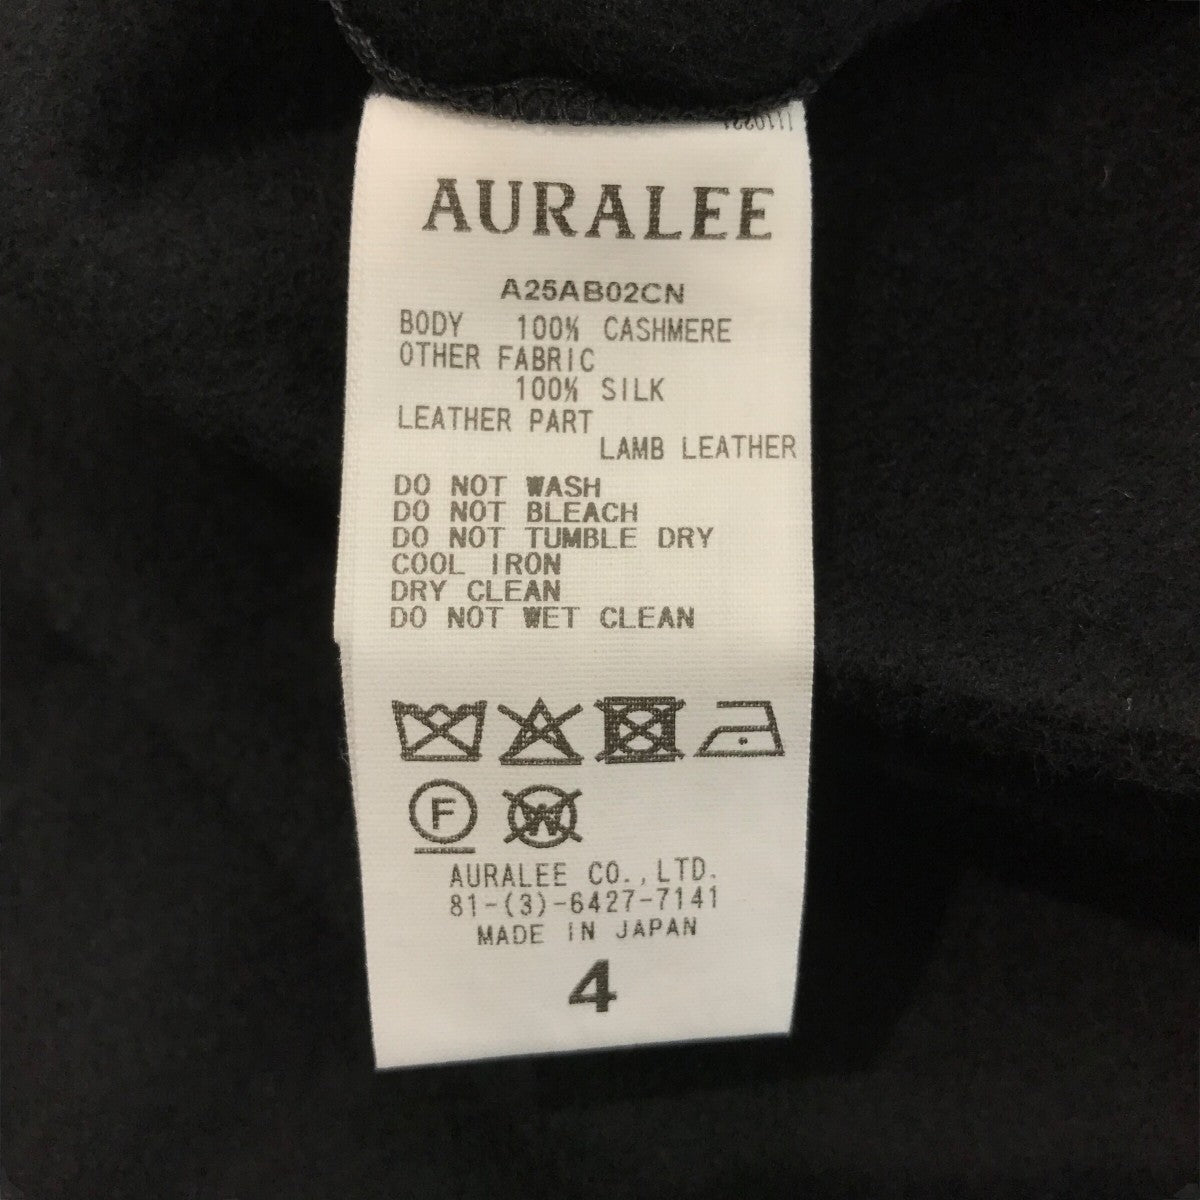 AURALEE
A25AB02CN
BODY 100% CASHMERE
OTHER FABRIC
100% SILK
LEATHER PART
LAMB LEATHER
DO NOT WASH
DO NOT BLEACH
DO NOT TUMBLE DRY
COOL IRON
DRY CLEAN
DO NOT WET CLEAN
F W
AURALEE CO.,LTD.
81-(3)-6427-7141
MADE IN JAPAN
4